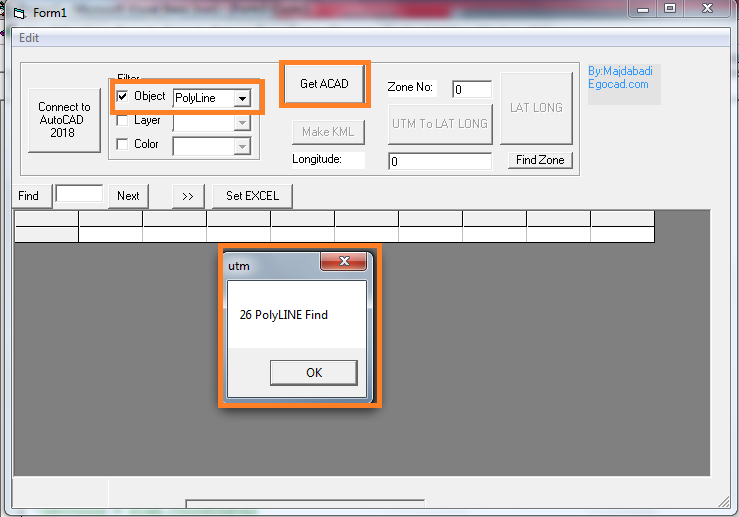 Form1
Edit
Connect to
AutoCAD
2018
Filter
Object
PolyLine
Layer
Color
Get ACAD
Make KML
Longitude:
Zone No:
0
UTM To LAT LONG
0
LAT LONG
Find Zone
By:Majdabadi
Egocad.com
Find
Next
>>
Set EXCEL
utm
26 PolyLINE Find
OK